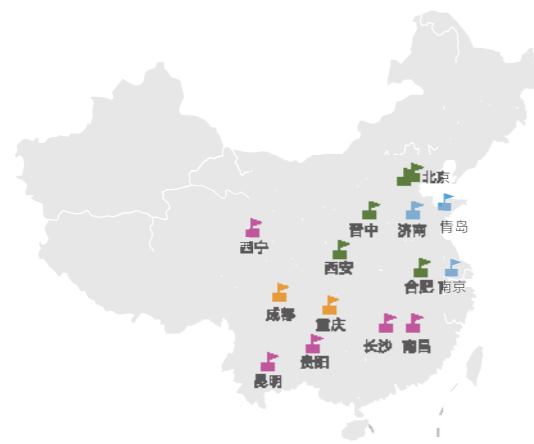 北京
青岛
晋中
济南
西宁
西安
合肥
南京
成都
重庆
长沙
南昌
贵阳
昆明